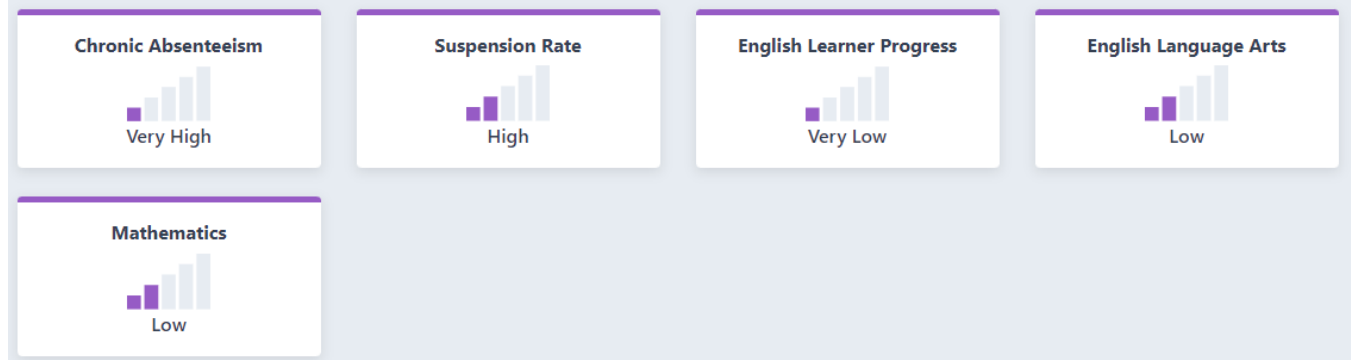 Chronic Absenteeism
Very High
Suspension Rate
High
English Learner Progress
Very Low
English Language Arts
Low
Mathematics
Low